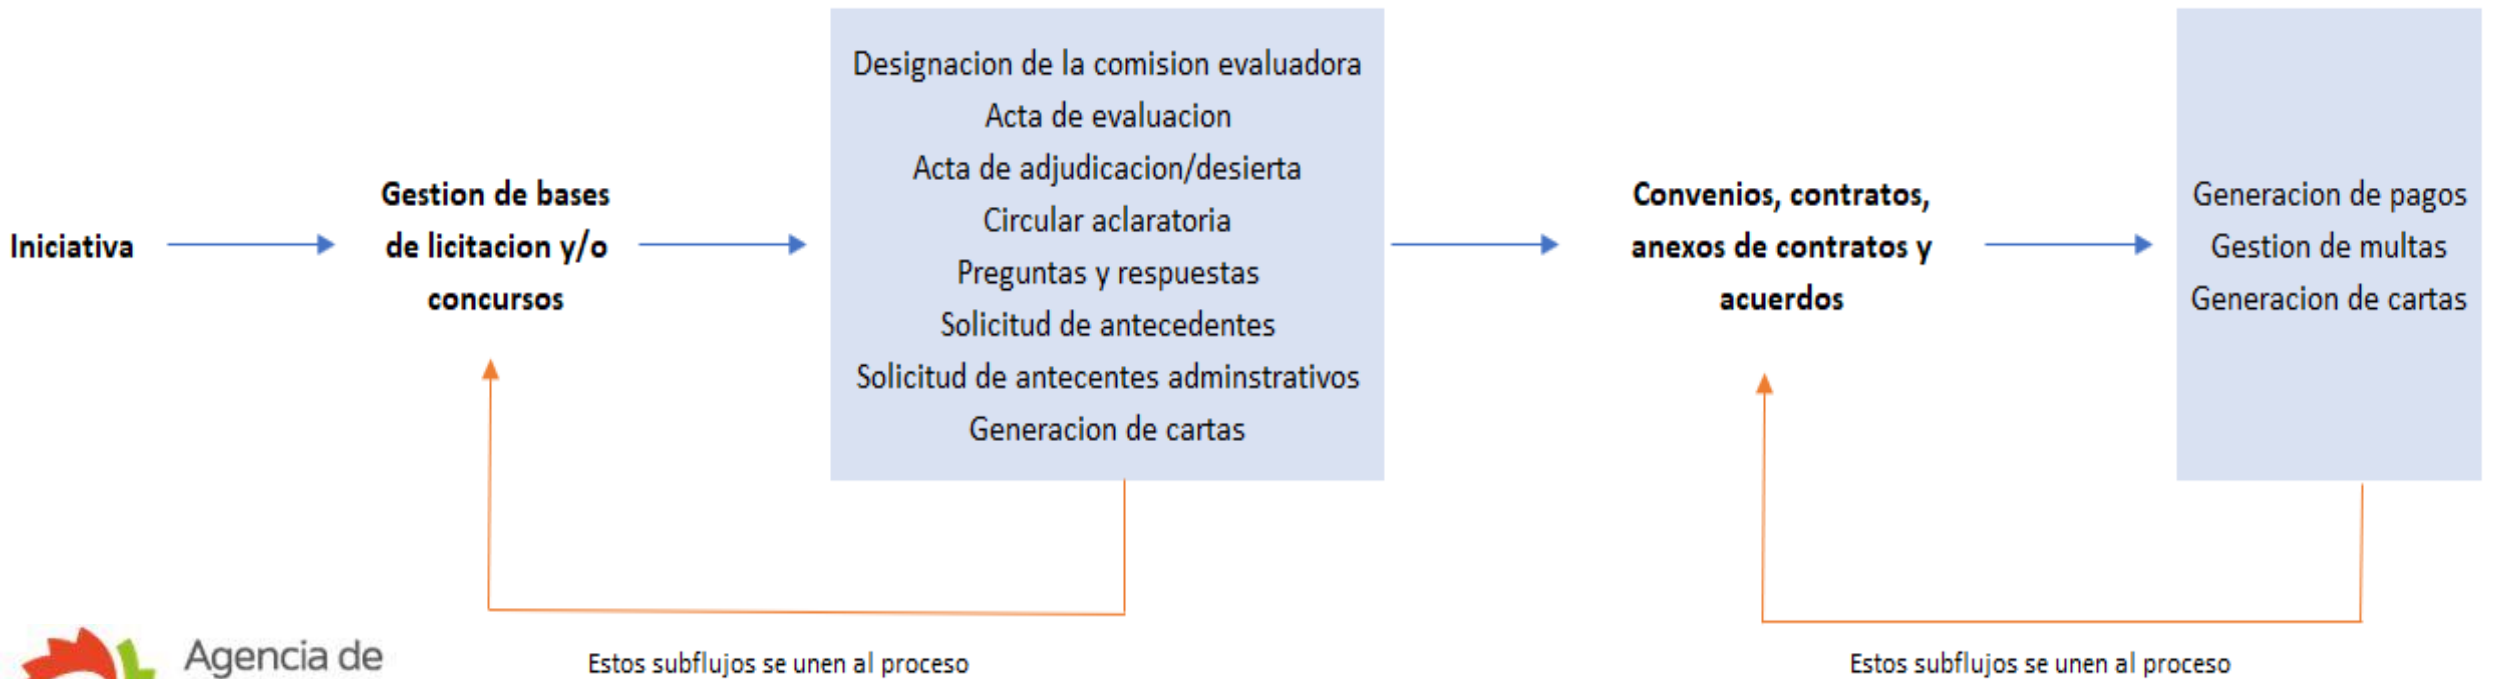 Iniciativa
Gestion de bases
de licitacion y/o
concursos
Designacion de la comision evaluadora
Acta de evaluacion
Acta de adjudicacion/desierta
Circular aclaratoria
Preguntas y respuestas
Solicitud de antecedentes
Solicitud de antecentes adminstrativos
Generacion de cartas
Convenios, contratos,
anexos de contratos y
acuerdos
Generacion de pagos
Gestion de multas
Generacion de cartas
Agencia de
Estos subflujos se unen al proceso
Estos subflujos se unen al proceso